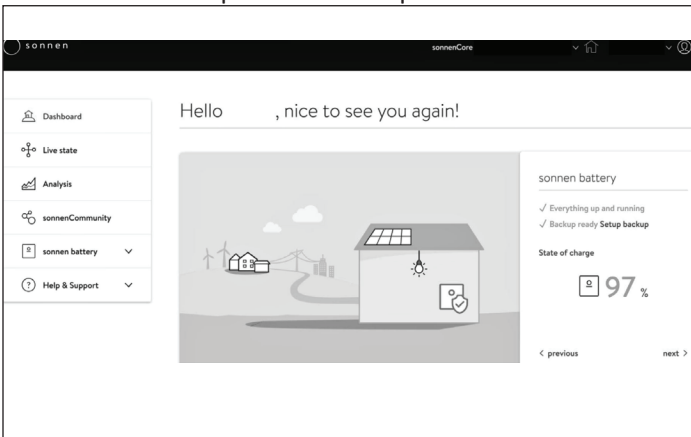 sonnen
sonnenCore
Dashboard
Live state
Analysis
sonnenCommunity
sonnen battery
Help & Support
Hello , nice to see you again!
sonnen battery
✓ Everything up and running
✓ Backup ready Setup backup
State of charge
97 %
< previous next >